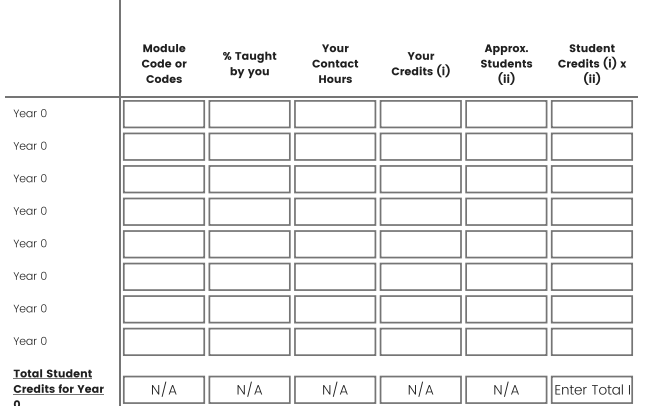 Module Code or Codes % Taught by you Your Contact Hours Your Credits (i) Approx. Students (ii) Student Credits (i) x (ii)
Year 0
Year 0
Year 0
Year 0
Year 0
Year 0
Year 0
Year 0
Total Student Credits for Year 0 N/A N/A N/A N/A N/A Enter Total